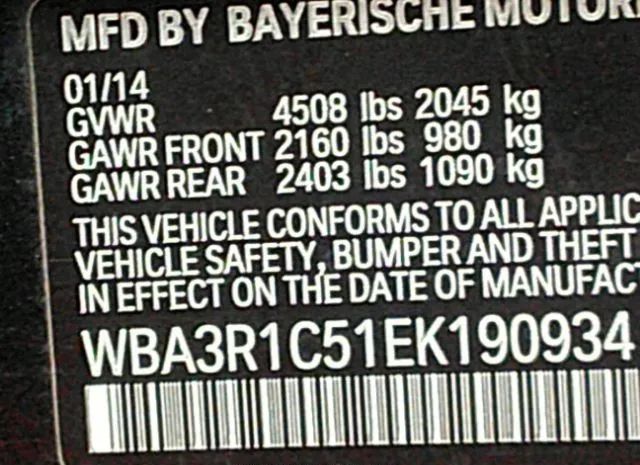 MFD BY BAYERISCHE MOTOR
01/14
GVWR 4508 lbs 2045 kg
GAWR FRONT 2160 lbs 980 kg
GAWR REAR 2403 lbs 1090 kg
THIS VEHICLE CONFORMS TO ALL APPLIC
VEHICLE SAFETY, BUMPER AND THEFT
IN EFFECT ON THE DATE OF MANUFAC
WBA3R1C51EK190934